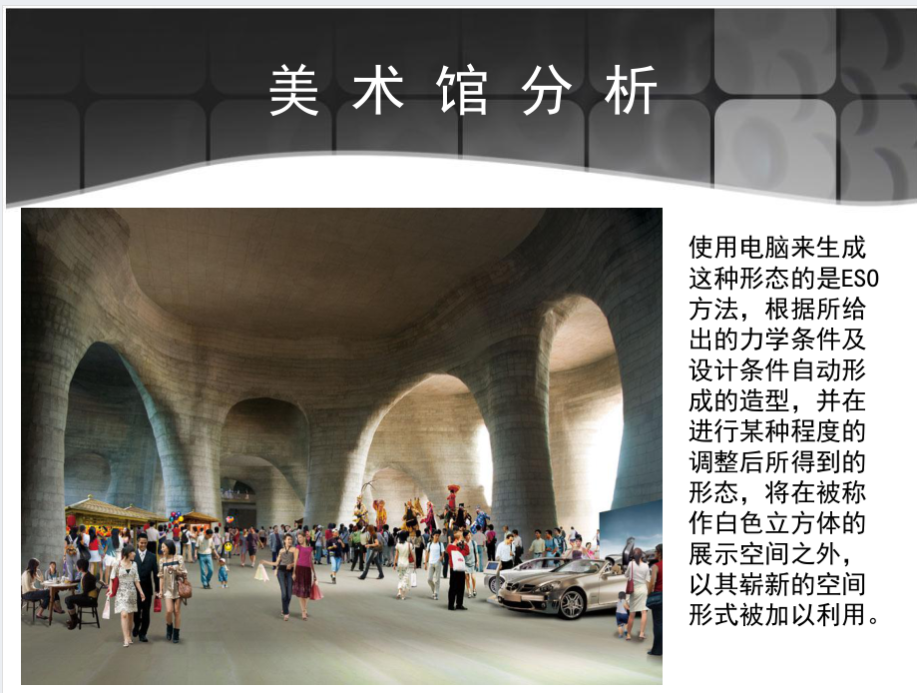 美术馆分析
使用电脑来生成
这种形态的是ESO
方法，根据所给
出的力学条件及
设计条件自动形
成的造型，并在
进行某种程度的
调整后所得到的
形态，将在被称
作白色立方体的
展示空间之外，
以其崭新的空间
形式被加以利用。